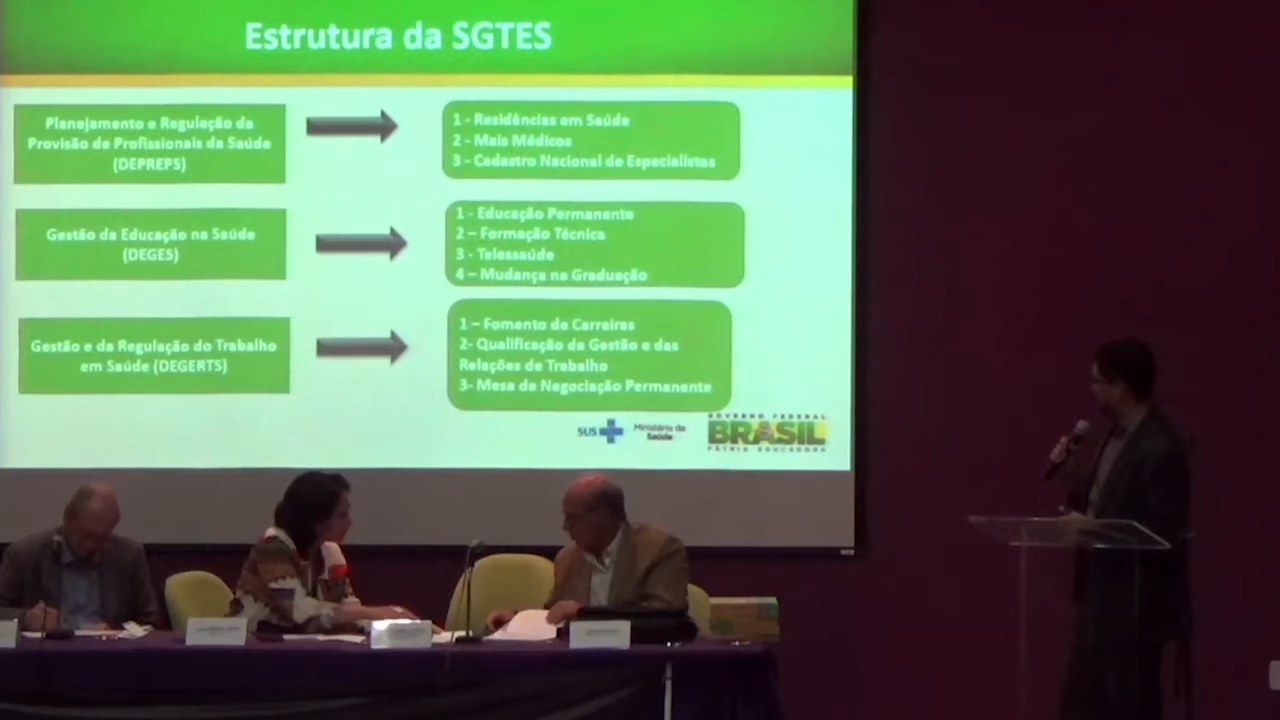 Estrutura da SGTES
Planejamento e Regulação da
Provisão de Profissionais da Saúde
(DEPREPS)
1 - Residências em Saúde
2 - Mais Médicos
3 - Cadastro Nacional de Especialistas
Gestão da Educação na Saúde
(DEGES)
1 - Educação Permanente
2 – Formação Técnica
3 - Telessaúde
4 – Mudança na Graduação
Gestão e da Regulação do Trabalho
em Saúde (DEGERTS)
1 – Fomento de Carreiras
2- Qualificação da Gestão e das
Relações de Trabalho
3- Mesa de Negociação Permanente
SUS
Ministério da
Saúde
GOVERNO FEDERAL
BRASIL
PÁTRIA EDUCADORA